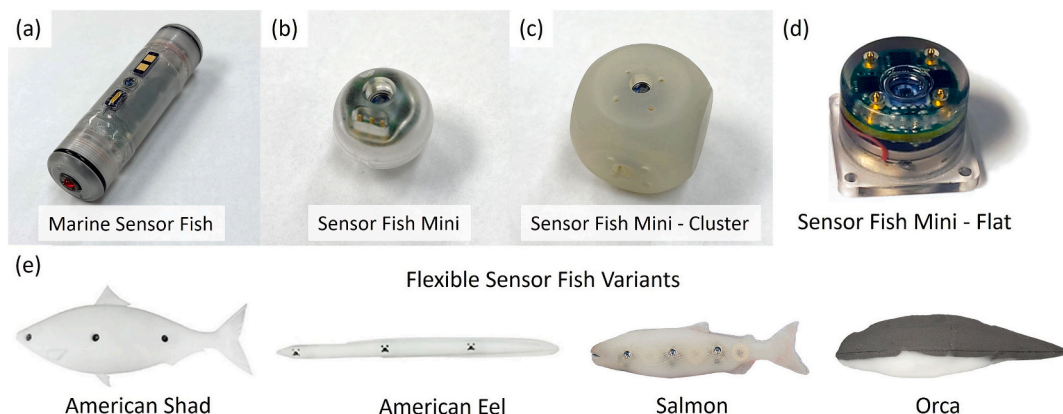 (a)
Marine Sensor Fish
(b)
Sensor Fish Mini
(c)
Sensor Fish Mini - Cluster
(d)
Sensor Fish Mini - Flat
(e)
Flexible Sensor Fish Variants
American Shad
American Eel
Salmon
Orca